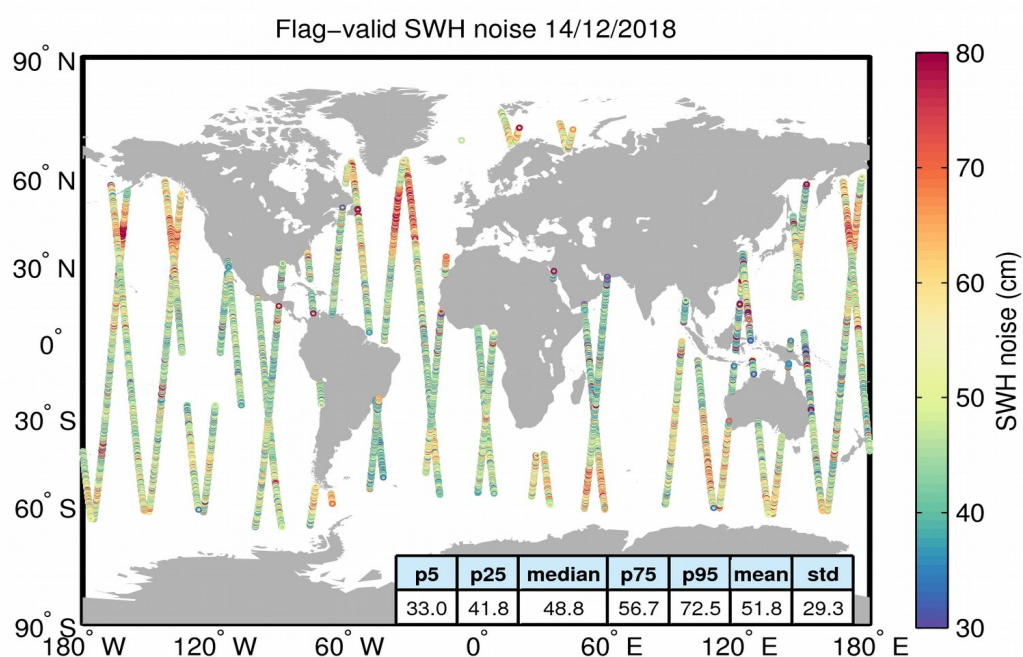 Flag−valid SWH noise 14/12/2018
90° N
60° N
30° N
0°
30° S
60° S
90° S
180° W
120° W
60° W
0°
60° E
120° E
180° E
80
70
60
50
40
30
SWH noise (cm)
p5 p25 median p75 p95 mean std
33.0 41.8 48.8 56.7 72.5 51.8 29.3